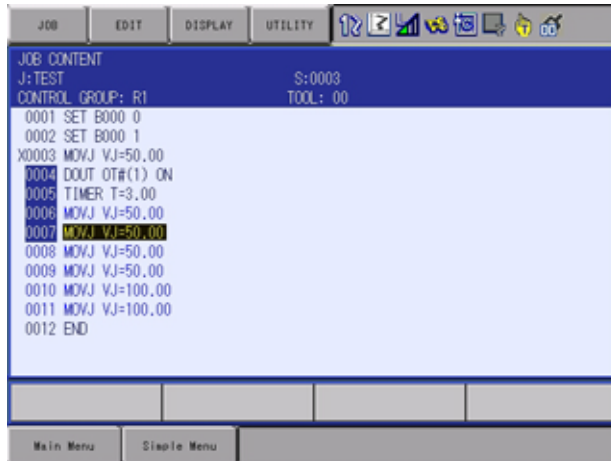 JOB EDIT DISPLAY UTILITY
JOB CONTENT
J:TEST S:0003
CONTROL GROUP: R1 TOOL: 00
0001 SET B000 0
0002 SET B000 1
X0003 MOVJ VJ=50.00
0004 DOUT OT#(1) ON
0005 TIMER T=3.00
0006 MOVJ VJ=50.00
0007 MOVJ VJ=50.00
0008 MOVJ VJ=50.00
0009 MOVJ VJ=50.00
0010 MOVJ VJ=100.00
0011 MOVJ VJ=100.00
0012 END
Main Menu Simple Menu